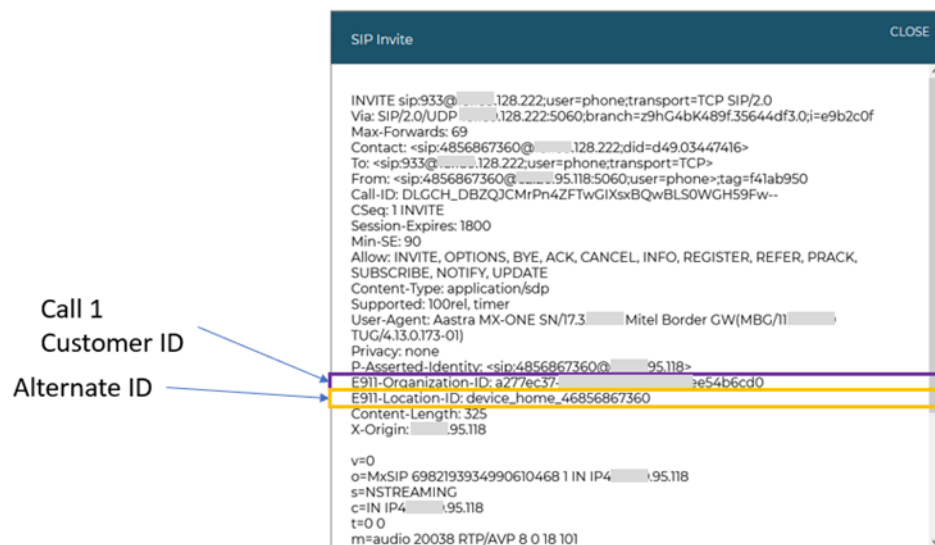 SIP Invite
CLOSE
INVITE sip:933@ .128.222;user=phone;transport=TCP SIP/2.0
Via: SIP/2.0/UDP .128.222:5060;branch=z9hG4bK489f.35644df3.0;i=e9b2c0f
Max-Forwards: 69
Contact: <sip:4856867360@ .128.222;did=d49.03447416>
To: <sip:933@ .128.222;user=phone;transport=TCP>
From: <sip:4856867360@ .95.118:5060;user=phone>;tag=f41ab950
Call-ID: DLGCH_DBZQJCMrPn4ZFTwGIXsxBQwBLS0WGH59Fw--
CSeq: 1 INVITE
Session-Expires: 1800
Min-SE: 90
Allow: INVITE, OPTIONS, BYE, ACK, CANCEL, INFO, REGISTER, REFER, PRACK,
SUBSCRIBE, NOTIFY, UPDATE
Content-Type: application/sdp
Supported: 100rel, timer
User-Agent: Aastra MX-ONE SN/17.3 Mitel Border GW(MBG/11
TUG/4.13.0.173-01)
Privacy: none
P-Asserted-Identity: <sip:4856867360@ 95.118>
E911-Organization-ID: a277ec37- ee54b6cd0
E911-Location-ID: device_home_46856867360
Content-Length: 325
X-Origin: .95.118
v=0
o=MxSIP 6982193934990610468 1 IN IP4 .95.118
s=NSTREAMING
c=IN IP4 .95.118
t=0 0
m=audio 20038 RTP/AVP 8 0 18 101
Call 1
Customer ID
Alternate ID